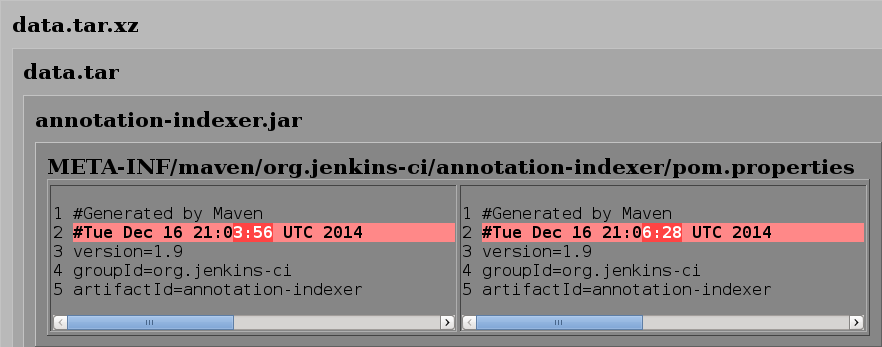 data.tar.xz
data.tar
annotation-indexer.jar
META-INF/maven/org.jenkins-ci/annotation-indexer/pom.properties
1 #Generated by Maven
2 #Tue Dec 16 21:03:56 UTC 2014
3 version=1.9
4 groupId=org.jenkins-ci
5 artifactId=annotation-indexer
1 #Generated by Maven
2 #Tue Dec 16 21:06:28 UTC 2014
3 version=1.9
4 groupId=org.jenkins-ci
5 artifactId=annotation-indexer